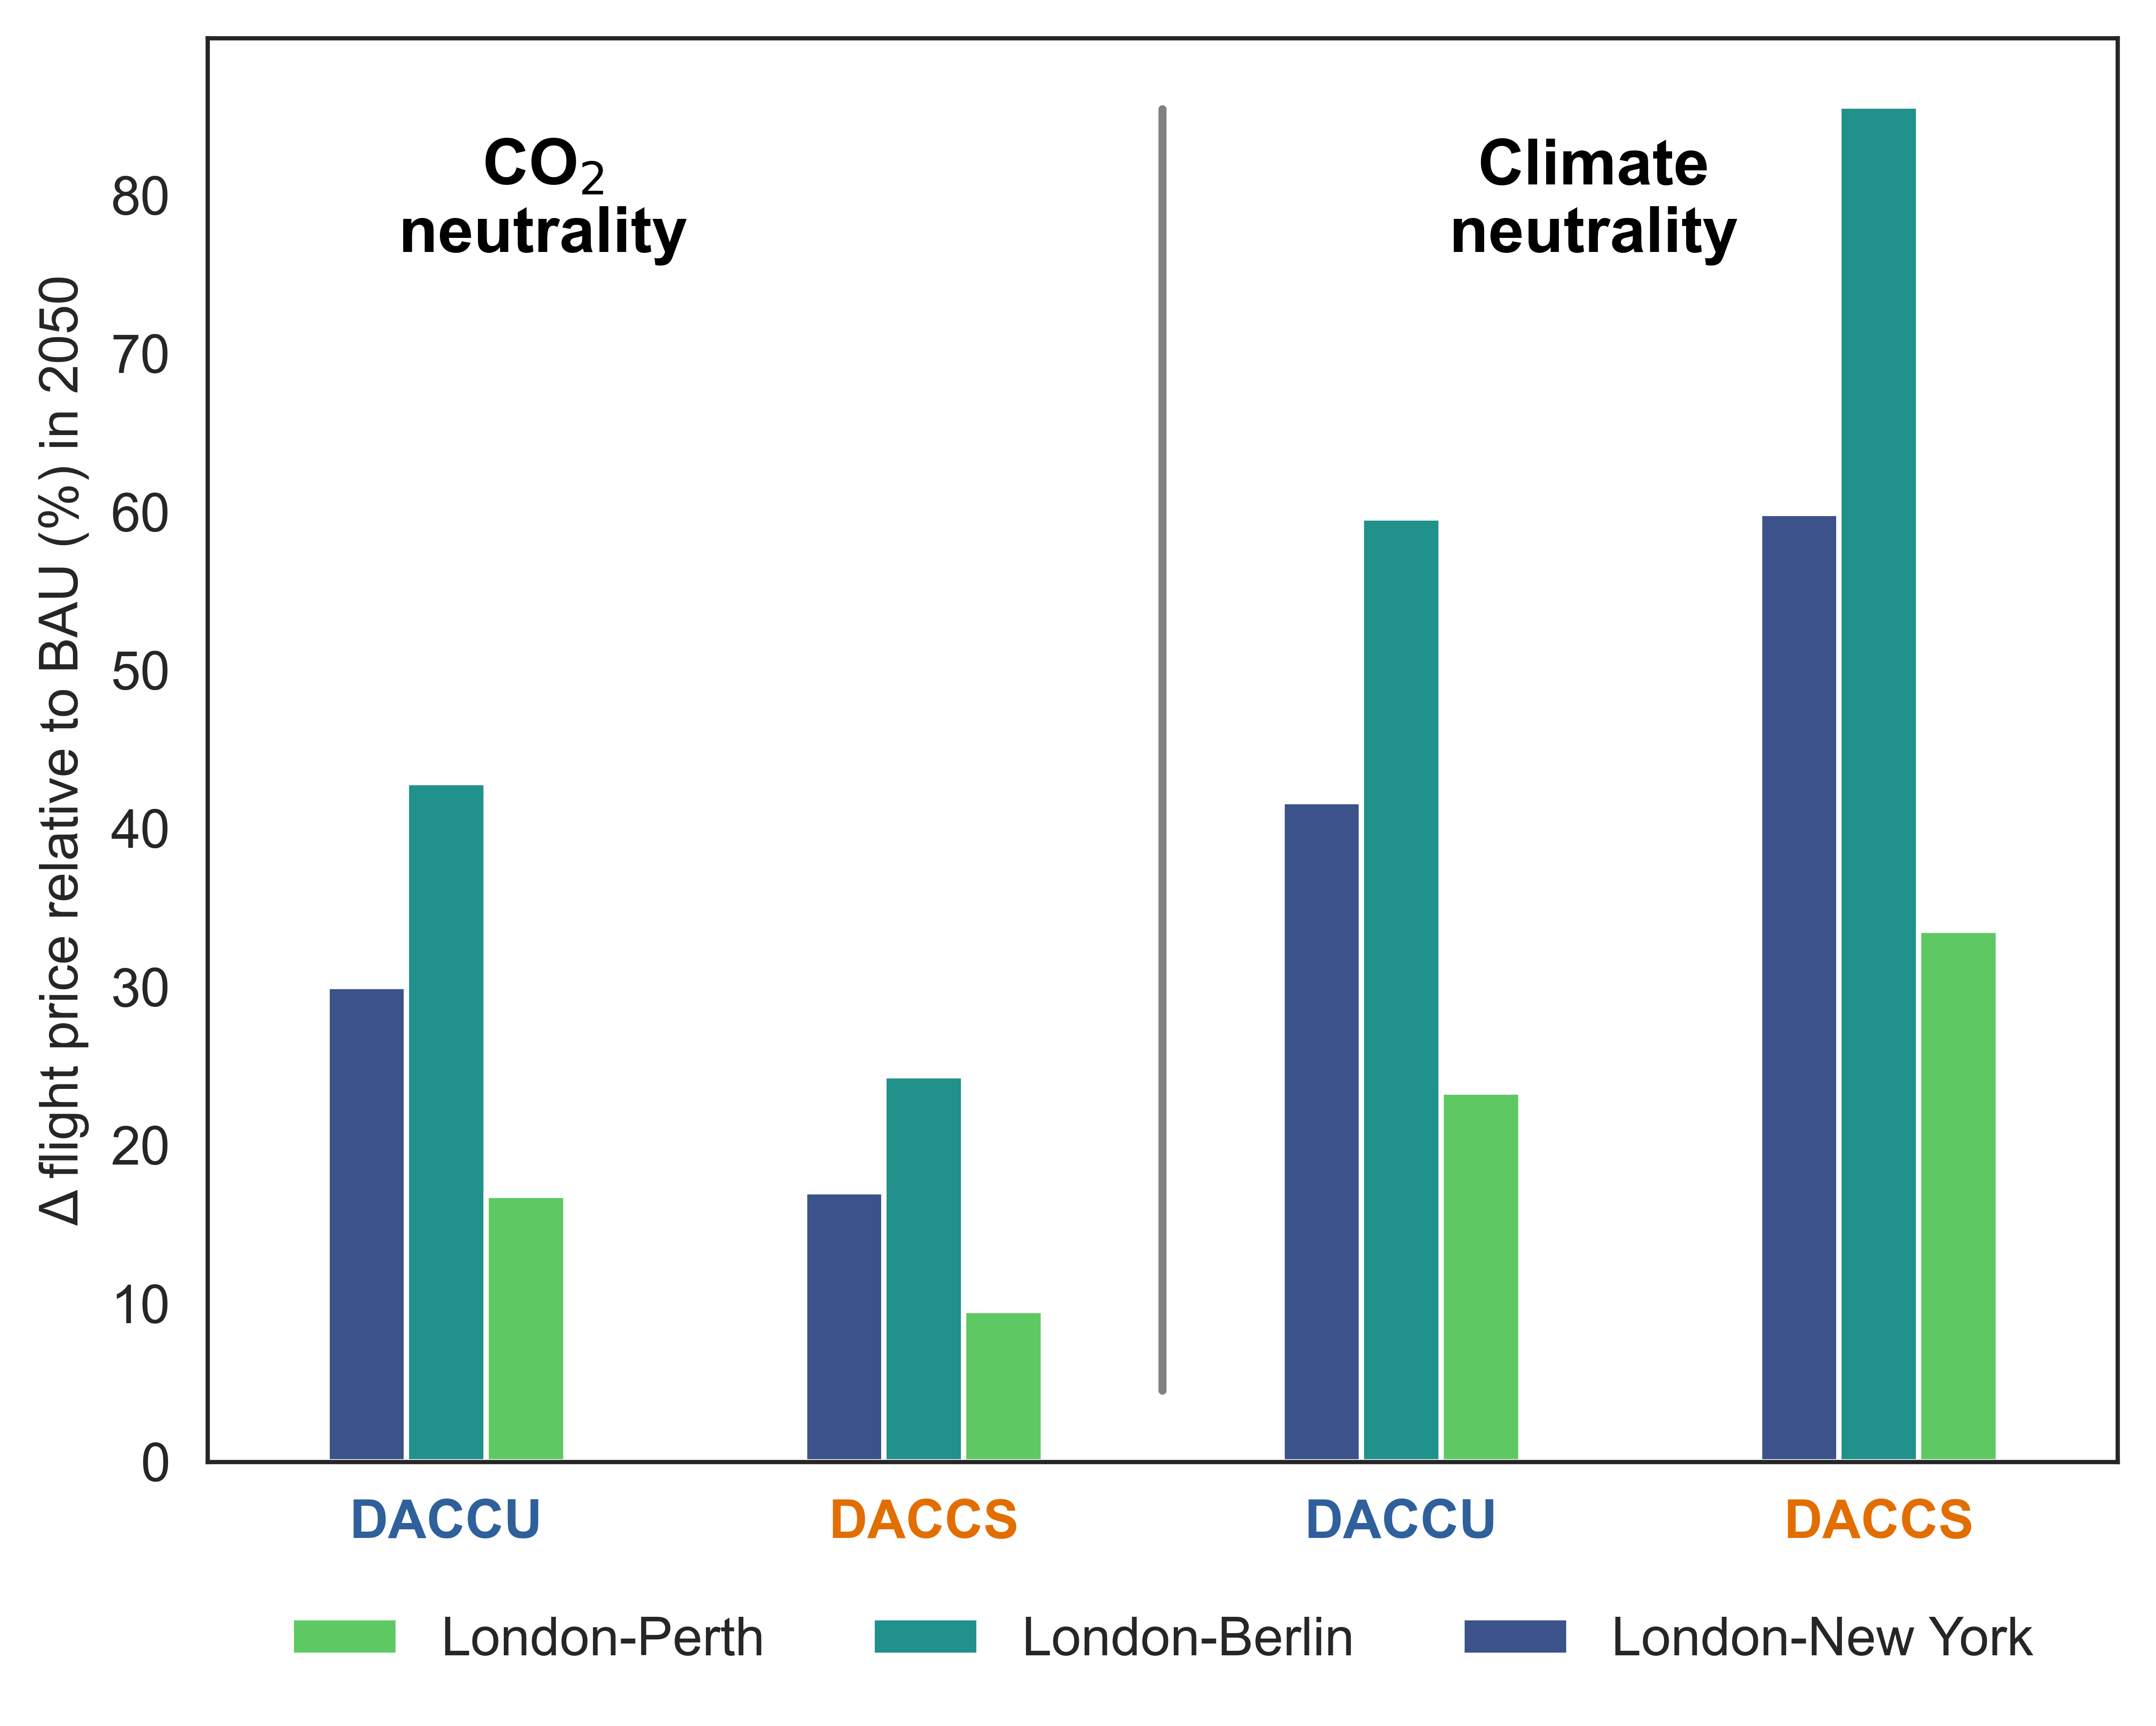 CO₂
neutrality
Climate
neutrality
Δ flight price relative to BAU (%) in 2050
80
70
60
50
40
30
20
10
0
DACCU
DACCS
DACCU
DACCS
London-Perth
London-Berlin
London-New York